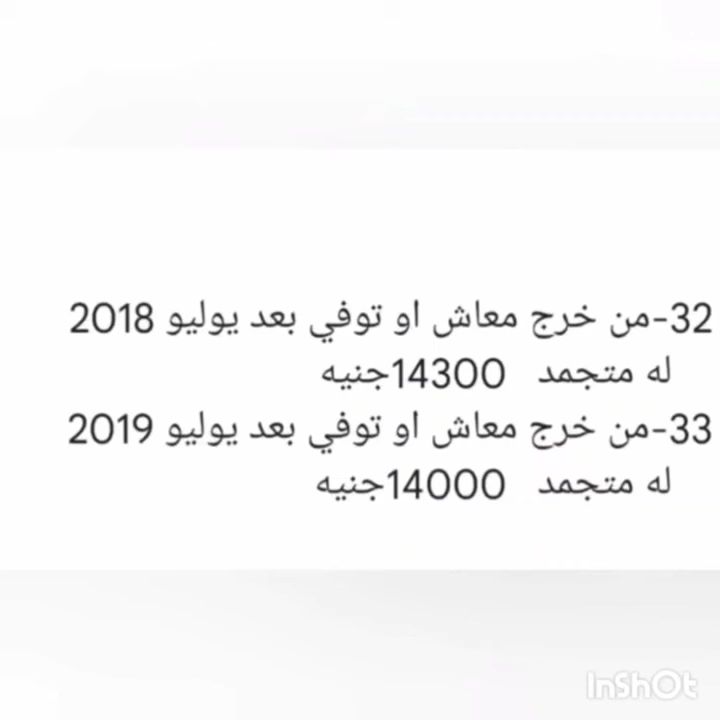 32-من خرج معاش او توفي بعد يوليو 2018
له متجمد 14300جنيه
33-من خرج معاش او توفي بعد يوليو 2019
له متجمد 14000جنيه
InShOt